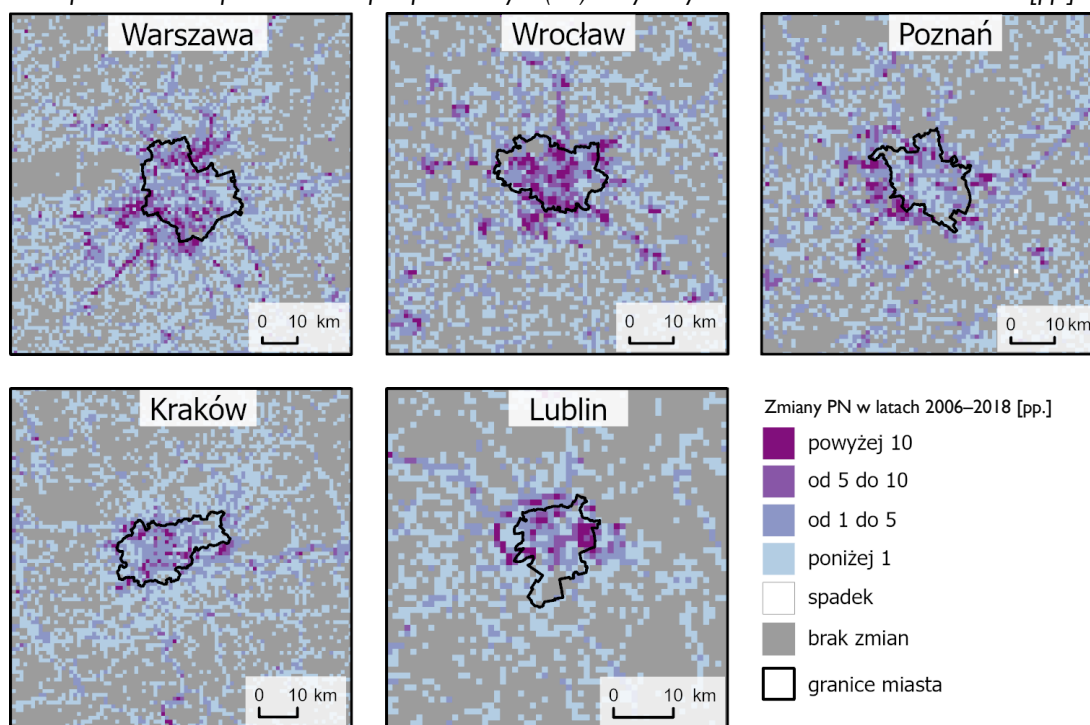 [pp.]
Warszawa
Wrocław
Poznań
0 10 km
0 10 km
0 10 km
Kraków
Lublin
0 10 km
0 10 km
Zmiany PN w latach 2006–2018 [pp.]
powyżej 10
od 5 do 10
od 1 do 5
poniżej 1
spadek
brak zmian
granice miasta